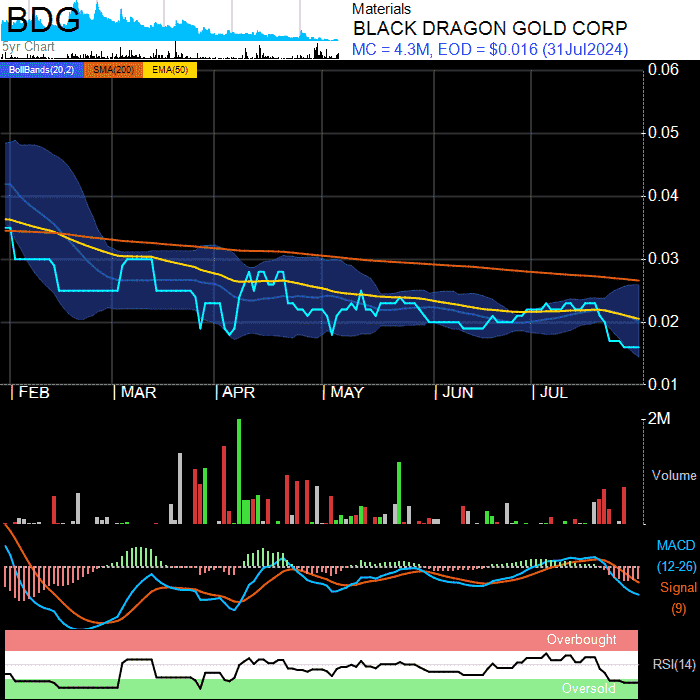 BDG
5yr Chart
Materials
BLACK DRAGON GOLD CORP
MC = 4.3M, EOD = $0.016 (31Jul2024)
BollBands(20,2) SMA(200) EMA(50)
0.06
0.05
0.04
0.03
0.02
0.01
FEB MAR APR MAY JUN JUL
2M
Volume
MACD
(12-26)
Signal
(9)
Overbought
RSI(14)
Oversold